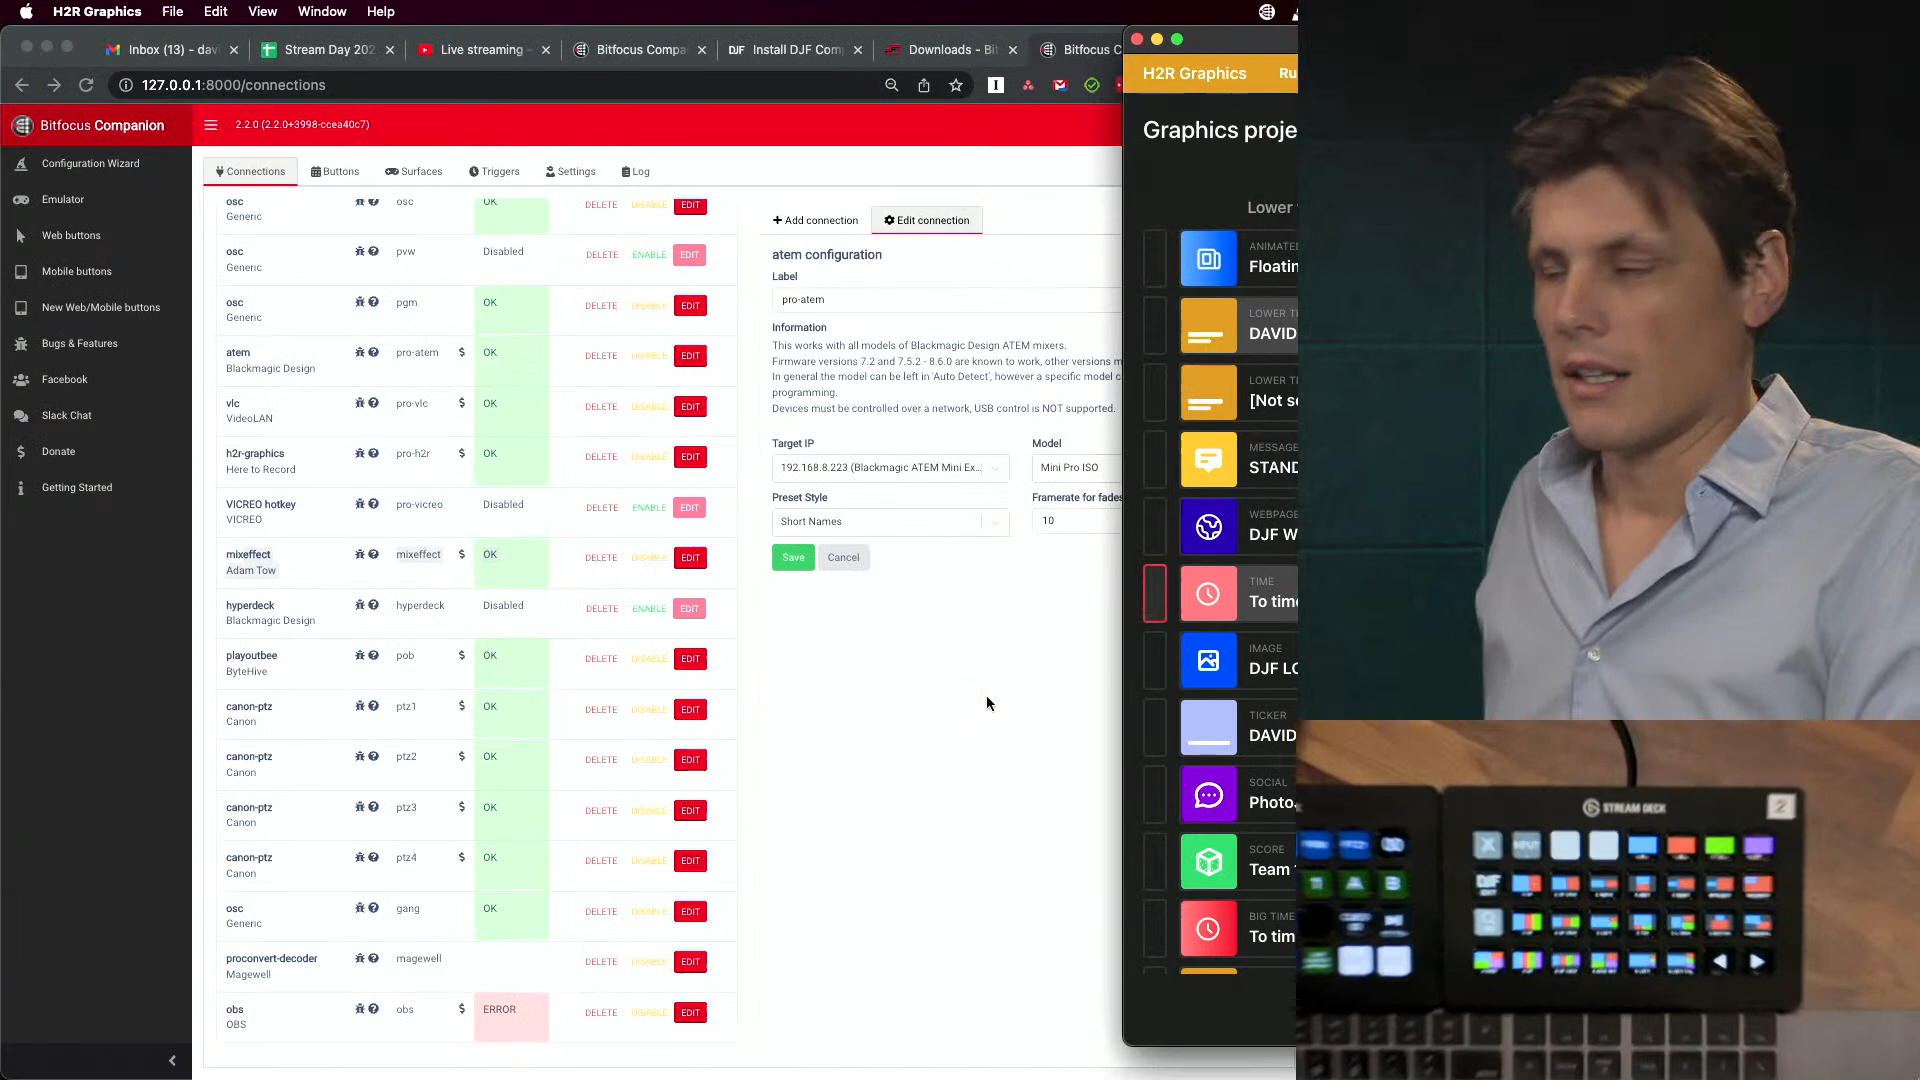 H2R Graphics File Edit View Window Help
Inbox (13) - dav
Stream Day 202
Live streaming -
Bitfocus Compa
DJF Install DJF Com
Downloads - Bit
Bitfocus C
127.0.0.1:8000/connections
H2R Graphics Ru
Bitfocus Companion
2.2.0 (2.2.0+3998-ccea40c7)
Graphics proje
Configuration Wizard
Emulator
Web buttons
Mobile buttons
New Web/Mobile buttons
Bugs & Features
Facebook
Slack Chat
Donate
Getting Started
Connections Buttons Surfaces Triggers Settings Log
osc osc OK DELETE DISABLE EDIT
Generic
osc pvw Disabled DELETE ENABLE EDIT
Generic
osc pgm OK DELETE DISABLE EDIT
Generic
atem pro-atem $ OK DELETE DISABLE EDIT
Blackmagic Design
vlc pro-vlc $ OK DELETE DISABLE EDIT
VideoLAN
h2r-graphics pro-h2r $ OK DELETE DISABLE EDIT
Here to Record
VICREO hotkey pro-vicreo Disabled DELETE ENABLE EDIT
VICREO
mixeffect mixeffect $ OK DELETE DISABLE EDIT
Adam Tow
hyperdeck hyperdeck Disabled DELETE ENABLE EDIT
Blackmagic Design
playoutbee pob $ OK DELETE DISABLE EDIT
ByteHive
canon-ptz ptz1 $ OK DELETE DISABLE EDIT
Canon
canon-ptz ptz2 $ OK DELETE DISABLE EDIT
Canon
canon-ptz ptz3 $ OK DELETE DISABLE EDIT
Canon
canon-ptz ptz4 $ OK DELETE DISABLE EDIT
Canon
osc gang OK DELETE DISABLE EDIT
Generic
proconvert-decoder magewell DELETE DISABLE EDIT
Magewell
obs obs $ ERROR DELETE DISABLE EDIT
OBS
+ Add connection Edit connection
atem configuration
Label
pro-atem
Information
This works with all models of Blackmagic Design ATEM mixers.
Firmware versions 7.2 and 7.5.2 - 8.6.0 are known to work, other versions m
In general the model can be left in 'Auto Detect', however a specific model c
programming.
Devices must be controlled over a network, USB control is NOT supported.
Target IP Model
192.168.8.223 (Blackmagic ATEM Mini Ex... Mini Pro ISO
Preset Style Framerate for fades
Short Names 10
Save Cancel
Lower
ANIMATE
Floatin
LOWER T
DAVID
LOWER T
[Not se
MESSAG
STAND
WEBPAG
DJF W
TIME
To time
IMAGE
DJF LO
TICKER
DAVID
SOCIAL
Photo
SCORE
Team
BIG TIME
To tim
STREAM DECK
2
X INPUT
DJF
EDIT
A B